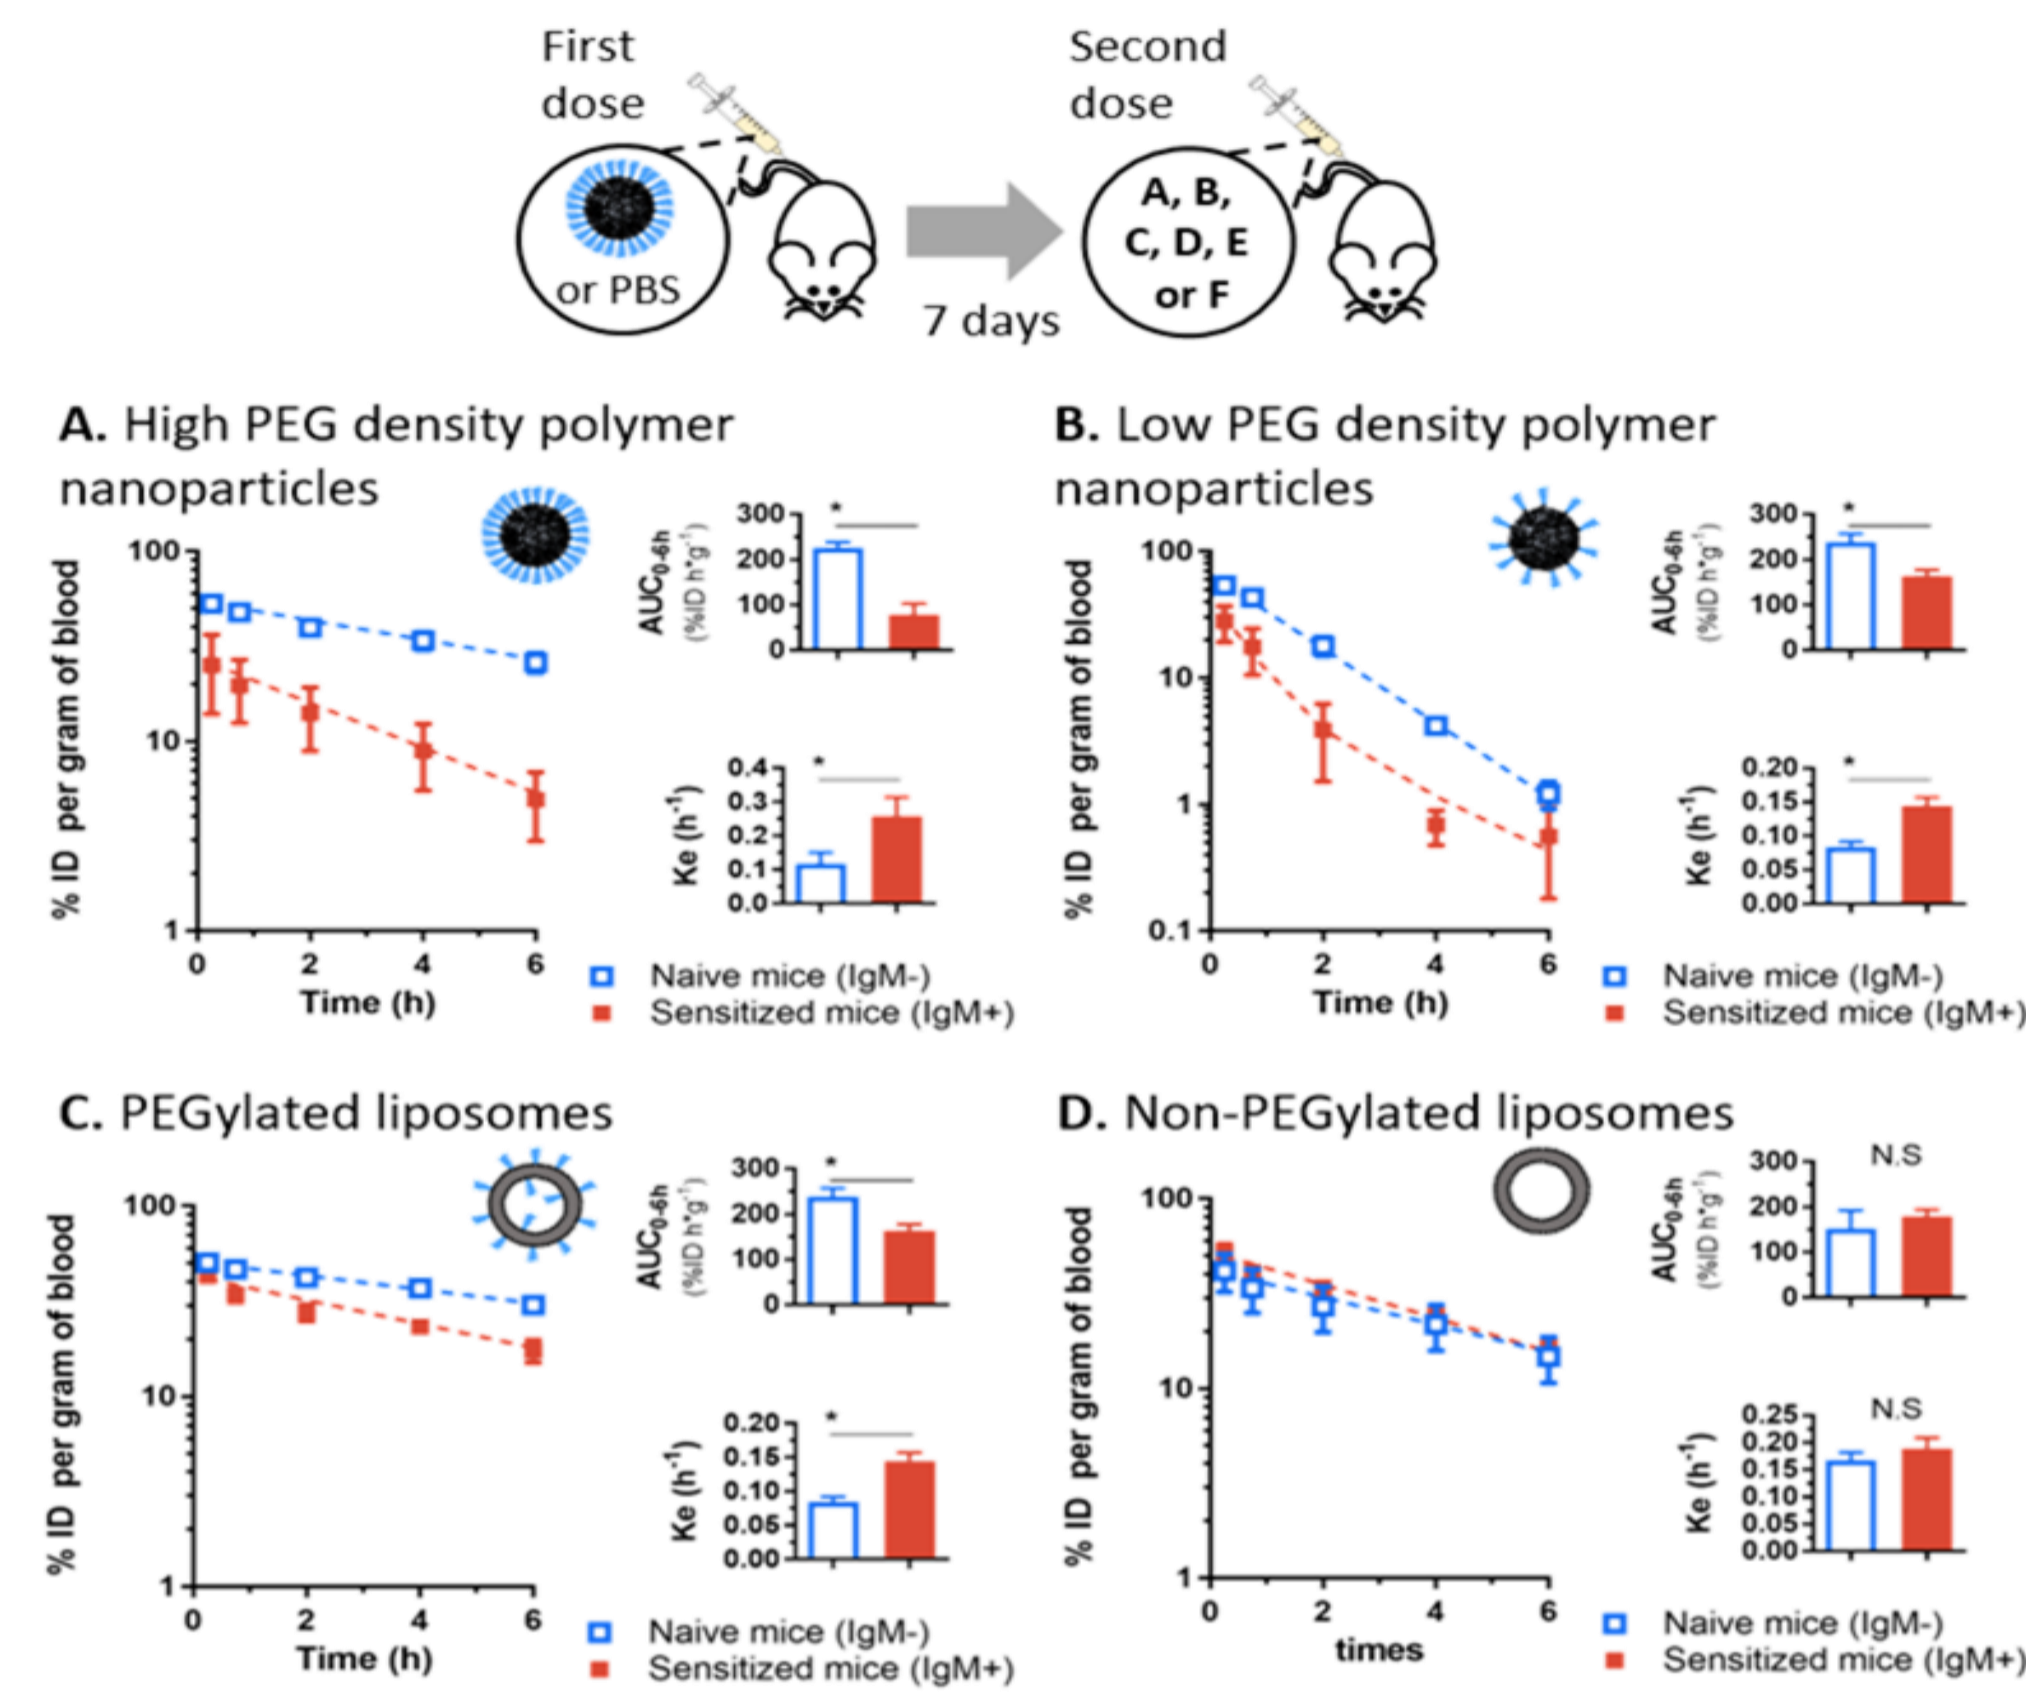 First
dose
Second
dose
or PBS
A, B,
C, D, E
or F
7 days
A. High PEG density polymer
nanoparticles
% ID per gram of blood
100
10
1
0 2 4 6
Time (h)
AUC0-6h
(%ID h*g-1)
300
200
100
0
*
Ke (h-1)
0.4
0.3
0.2
0.1
0.0
*
Naive mice (IgM-)
Sensitized mice (IgM+)
B. Low PEG density polymer
nanoparticles
% ID per gram of blood
100
10
1
0.1
0 2 4 6
Time (h)
AUC0-6h
(%ID h*g-1)
300
200
100
0
*
Ke (h-1)
0.20
0.15
0.10
0.05
0.00
*
Naive mice (IgM-)
Sensitized mice (IgM+)
C. PEGylated liposomes
% ID per gram of blood
100
10
1
0 2 4 6
Time (h)
AUC0-6h
(%ID h*g-1)
300
200
100
0
*
Ke (h-1)
0.20
0.15
0.10
0.05
0.00
*
Naive mice (IgM-)
Sensitized mice (IgM+)
D. Non-PEGylated liposomes
% ID per gram of blood
100
10
1
0 2 4 6
times
AUC0-6h
(%ID h*g-1)
300
200
100
0
N.S
Ke (h-1)
0.25
0.20
0.15
0.10
0.05
0.00
N.S
Naive mice (IgM-)
Sensitized mice (IgM+)